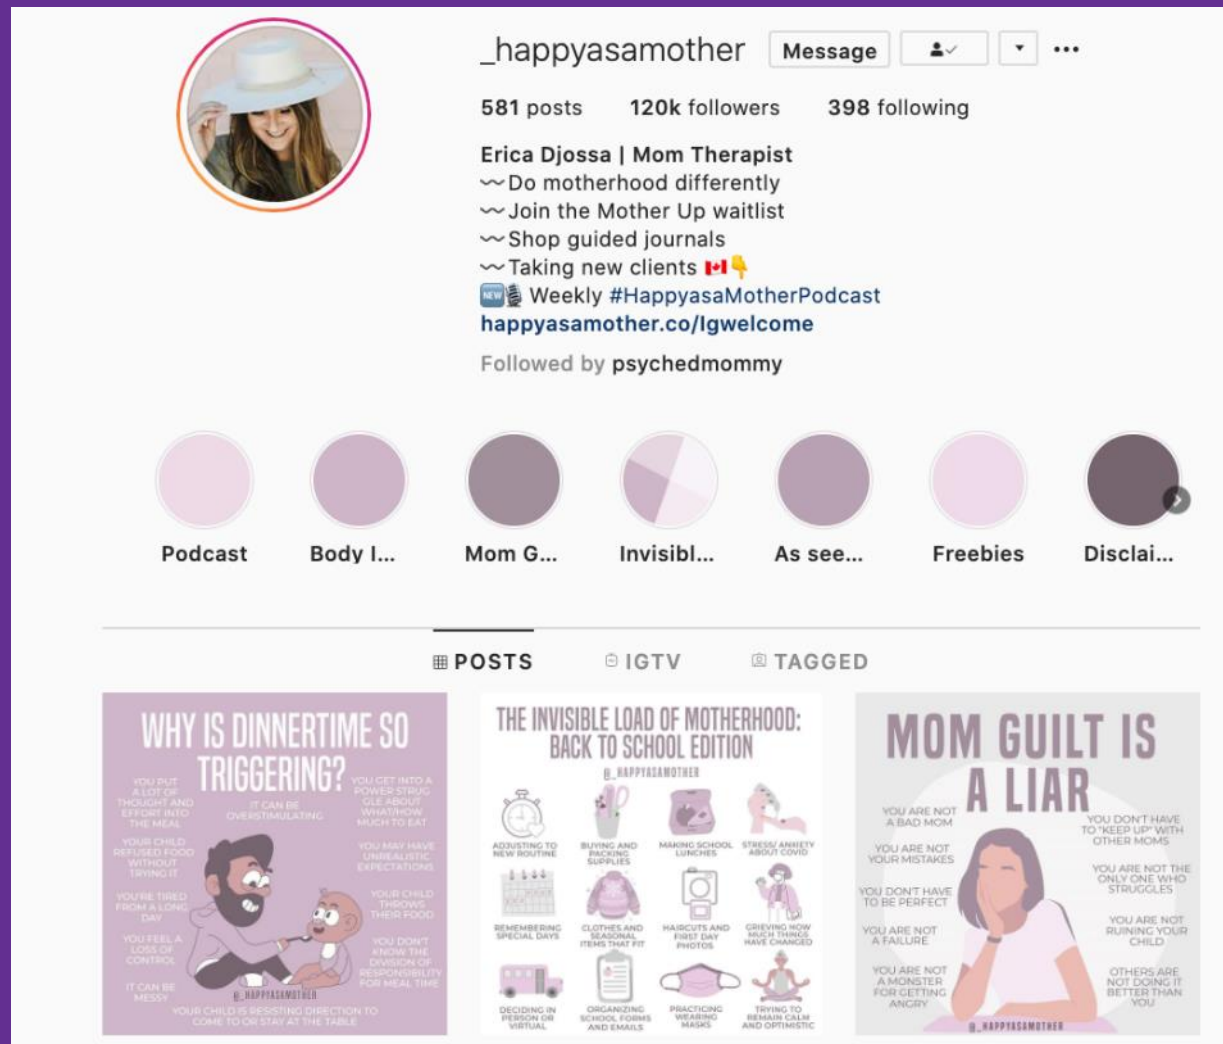 _happyasamother Message
581 posts 120k followers 398 following
Erica Djossa | Mom Therapist
〰Do motherhood differently
〰Join the Mother Up waitlist
〰Shop guided journals
〰Taking new clients 🇨🇦👇
🆕🎙 Weekly #HappyasaMotherPodcast
happyasamother.co/Igwelcome
Followed by psychedmommy
Podcast Body I... Mom G... Invisibl... As see... Freebies Disclai...
POSTS IGTV TAGGED
WHY IS DINNERTIME SO
TRIGGERING?
YOU PUT
A LOT OF
THOUGHT AND
EFFORT INTO
THE MEAL
YOUR CHILD
REFUSED FOOD
WITHOUT
TRYING IT
YOU'RE TIRED
FROM A LONG
DAY
YOU FEEL A
LOSS OF
CONTROL
IT CAN BE
MESSY
IT CAN BE
OVERSTIMULATING
YOU GET INTO A
POWER STRUG
GLE ABOUT
WHAT/HOW
MUCH TO EAT
YOU MAY HAVE
UNREALISTIC
EXPECTATIONS
YOUR CHILD
THROWS
THEIR FOOD
YOU DON'T
KNOW THE
DIVISION OF
RESPONSIBILITY
FOR MEAL TIME
@_HAPPYASAMOTHER
YOUR CHILD IS RESISTING DIRECTION TO
COME TO OR STAY AT THE TABLE
THE INVISIBLE LOAD OF MOTHERHOOD:
BACK TO SCHOOL EDITION
@_HAPPYASAMOTHER
ADJUSTING TO
NEW ROUTINE
BUYING AND
PACKING
SUPPLIES
MAKING SCHOOL
LUNCHES
STRESS/ ANXIETY
ABOUT COVID
REMEMBERING
SPECIAL DAYS
CLOTHES AND
SEASONAL
ITEMS THAT FIT
HAIRCUTS AND
FIRST DAY
PHOTOS
GRIEVING HOW
MUCH THINGS
HAVE CHANGED
DECIDING IN
PERSON OR
VIRTUAL
ORGANIZING
SCHOOL FORMS
AND EMAILS
PRACTICING
WEARING
MASKS
TRYING TO
REMAIN CALM
AND OPTIMISTIC
MOM GUILT IS
A LIAR
YOU ARE NOT
A BAD MOM
YOU ARE NOT
YOUR MISTAKES
YOU DON'T HAVE
TO BE PERFECT
YOU ARE NOT
A FAILURE
YOU ARE NOT
A MONSTER
FOR GETTING
ANGRY
YOU DON'T HAVE
TO "KEEP UP" WITH
OTHER MOMS
YOU ARE NOT THE
ONLY ONE WHO
STRUGGLES
YOU ARE NOT
RUINING YOUR
CHILD
OTHERS ARE
NOT DOING IT
BETTER THAN
YOU
@_HAPPYASAMOTHER